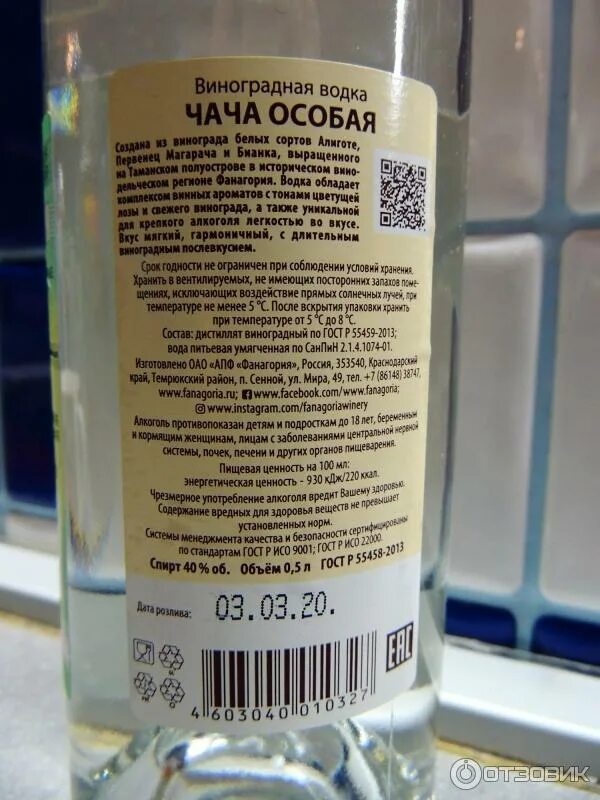 Виноградная водка
ЧАЧА ОСОБАЯ
Создана из винограда белых сортов Алиготе,
Первенец Магарача и Бианка, выращенного
на Таманском полуострове в историческом вино-
дельческом регионе Фанагория. Водка обладает
комплексом винных ароматов с тонами цветущей
лозы и свежего винограда, а также уникальной
для крепкого алкоголя легкостью во вкусе.
Вкус мягкий, гармоничный, с длительным
виноградным послевкусием.
Срок годности не ограничен при соблюдении условий хранения.
Хранить в вентилируемых, не имеющих посторонних запахов поме-
щениях, исключающих воздействие прямых солнечных лучей, при
температуре не менее 5 °С. После вскрытия упаковки хранить
при температуре от 5 °С до 8 °С.
Состав: дистиллят виноградный по ГОСТ Р 55459-2013;
вода питьевая умягченная по СанПиН 2.1.4.1074-01.
Изготовлено ОАО «АПФ «Фанагория», Россия, 353540, Краснодарский
край, Темрюкский район, п. Сенной, ул. Мира, 49, тел. +7 (86148) 38747,
www.fanagoria.ru; www.facebook.com/fanagoria;
www.instagram.com/fanagoriawinery
Алкоголь противопоказан детям и подросткам до 18 лет, беременным
и кормящим женщинам, лицам с заболеваниями центральной нервной
системы, почек, печени и других органов пищеварения.
Пищевая ценность на 100 мл:
энергетическая ценность - 930 кДж/220 ккал.
Чрезмерное употребление алкоголя вредит Вашему здоровью.
Содержание вредных для здоровья веществ не превышает
установленных норм.
Системы менеджмента качества и безопасности сертифицированы
по стандартам ГОСТ Р ИСО 9001; ГОСТ Р ИСО 22000.
Спирт 40 % об. Объём 0,5 л ГОСТ Р 55458-2013
Дата розлива: 03.03.20.
EAC
4 603040 010327
ОТЗОВИК